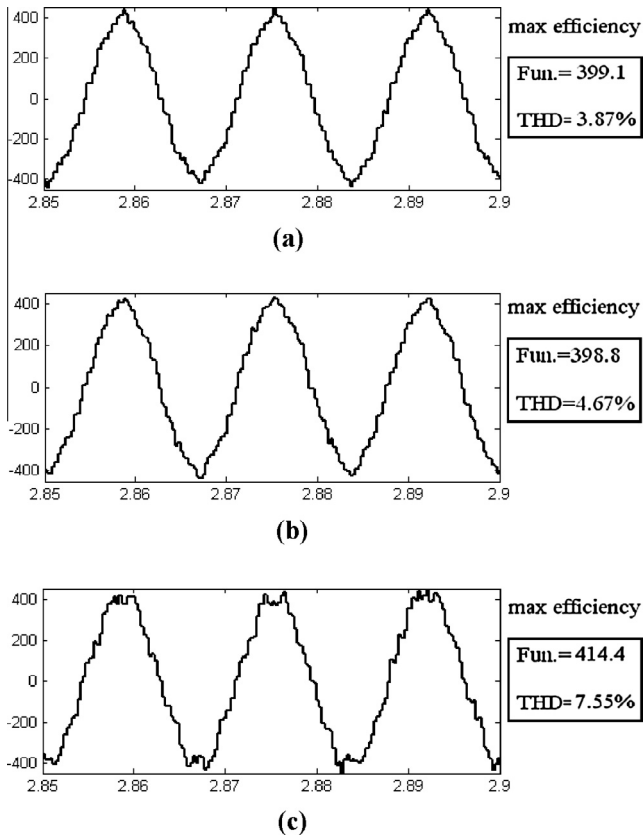 400
200
0
-200
-400
2.85 2.86 2.87 2.88 2.89 2.9
max efficiency
Fun.= 399.1
THD= 3.87%
(a)
400
200
0
-200
-400
2.85 2.86 2.87 2.88 2.89 2.9
max efficiency
Fun.=398.8
THD=4.67%
(b)
400
200
0
-200
-400
2.85 2.86 2.87 2.88 2.89 2.9
max efficiency
Fun.= 414.4
THD= 7.55%
(c)